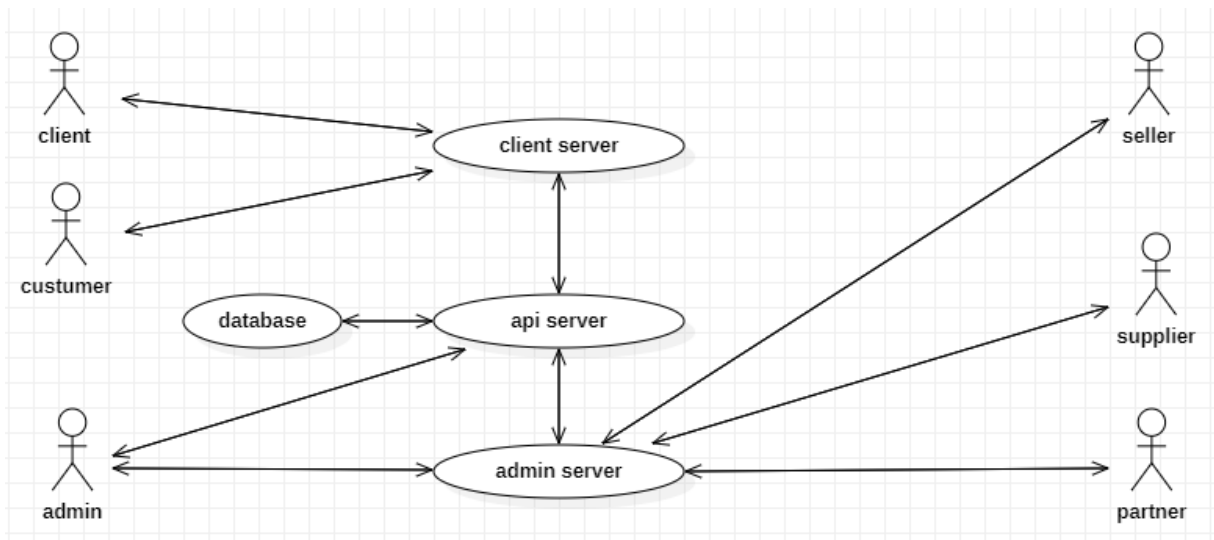 client
client server
seller
custumer
database
api server
supplier
admin
admin server
partner